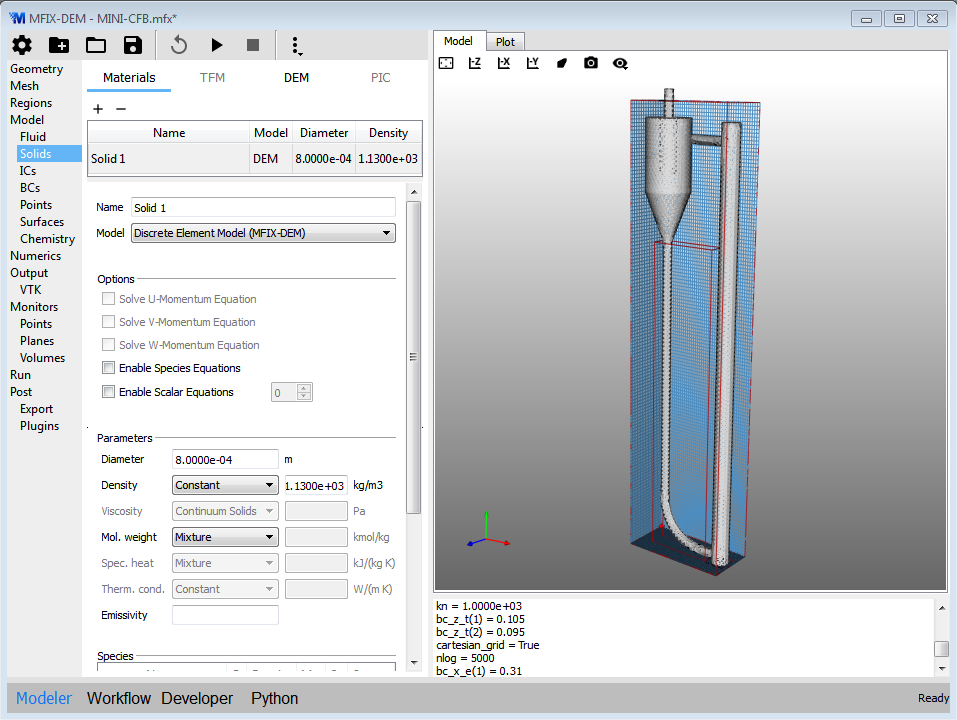 MFIX-DEM - MINI-CFB.mfx*
Geometry
Mesh
Regions
Model
Fluid
Solids
ICs
BCs
Points
Surfaces
Chemistry
Numerics
Output
VTK
Monitors
Points
Planes
Volumes
Run
Post
Export
Plugins
Materials TFM DEM PIC
+ −
Name Model Diameter Density
Solid 1 DEM 8.0000e-04 1.1300e+03
Name Solid 1
Model Discrete Element Model (MFIX-DEM)
Options
Solve U-Momentum Equation
Solve V-Momentum Equation
Solve W-Momentum Equation
Enable Species Equations
Enable Scalar Equations 0
Parameters
Diameter 8.0000e-04 m
Density Constant 1.1300e+03 kg/m3
Viscosity Continuum Solids Pa
Mol. weight Mixture kmol/kg
Spec. heat Mixture kJ/(kg K)
Therm. cond. Constant W/(m K)
Emissivity
Species
Model Plot
-Z -X -Y
kn = 1.0000e+03
bc_z_t(1) = 0.105
bc_z_t(2) = 0.095
cartesian_grid = True
nlog = 5000
bc_x_e(1) = 0.31
Modeler Workflow Developer Python Ready